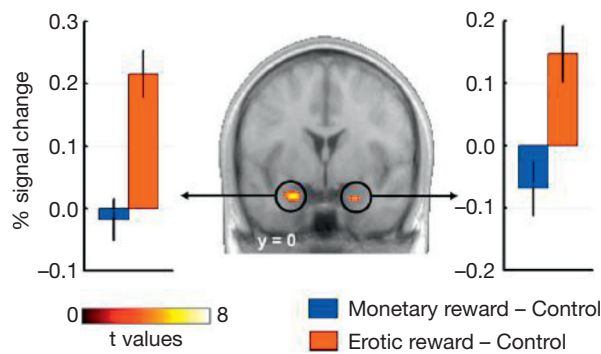 % signal change
0.3
0.2
0.1
0.0
–0.1
y = 0
0.2
0.1
0.0
–0.1
–0.2
0
8
t values
Monetary reward – Control
Erotic reward – Control